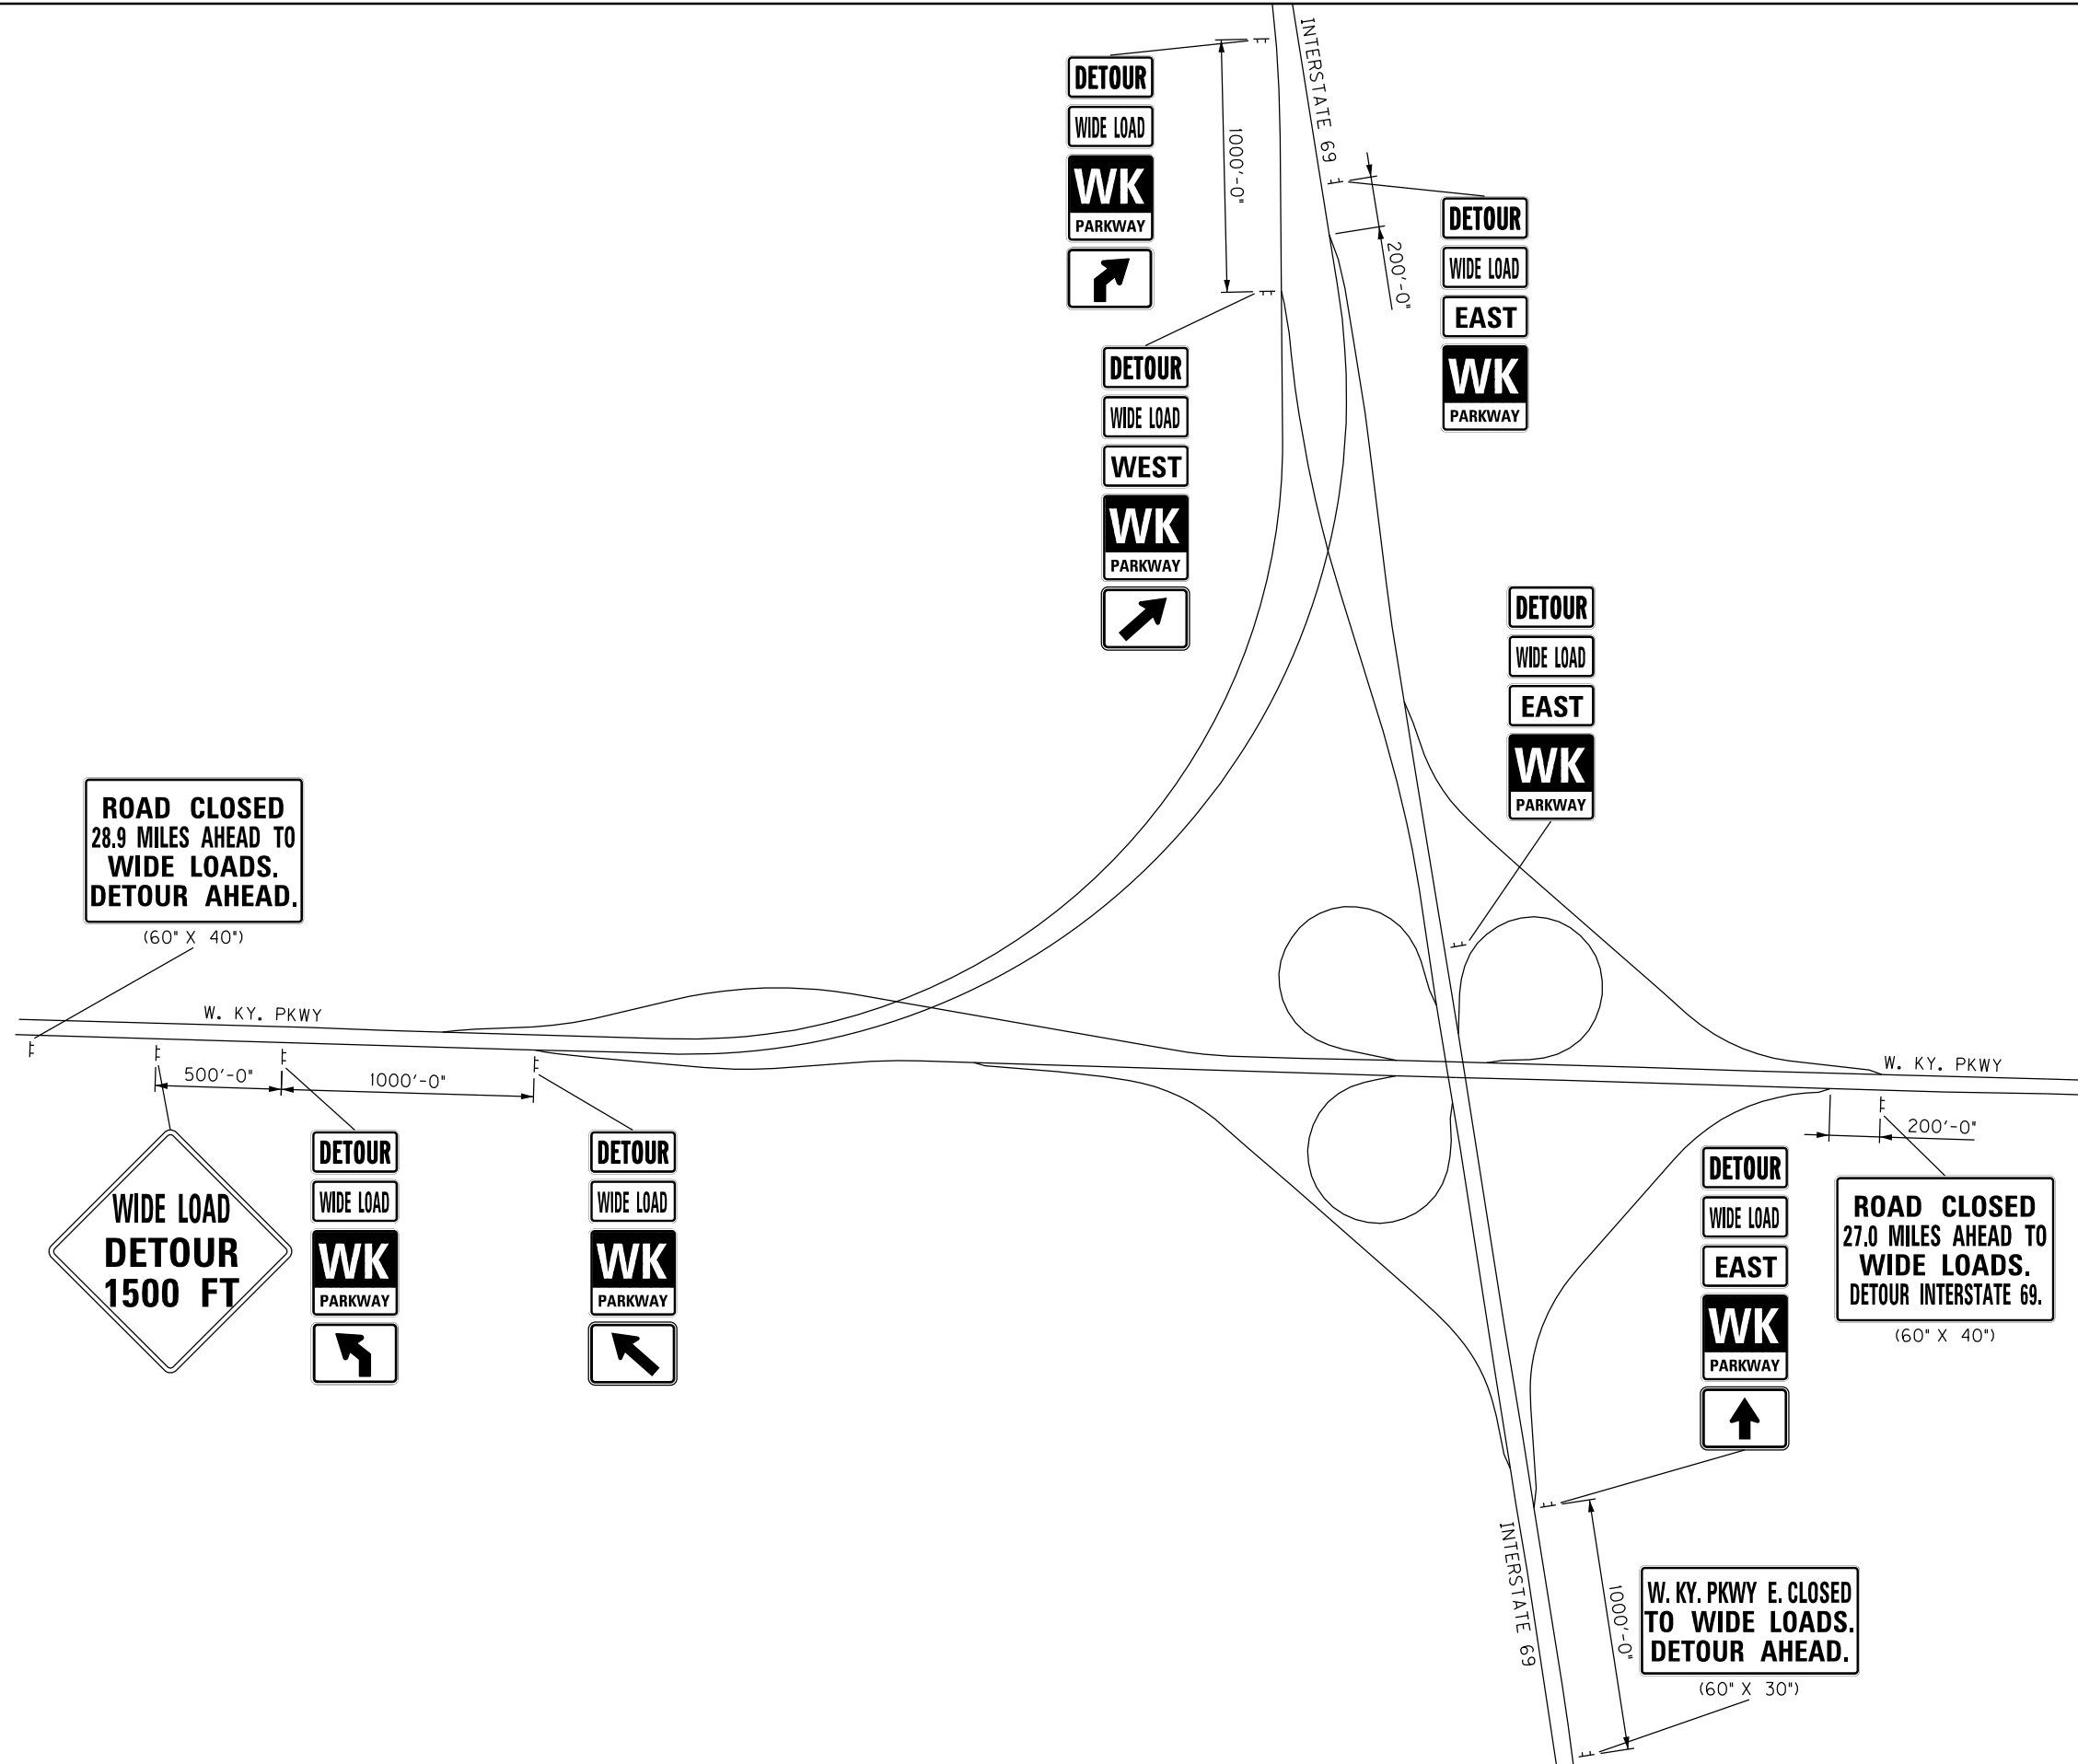 INTERSTATE 69
DETOUR
WIDE LOAD
WK
PARKWAY
1000'-0"
DETOUR
WIDE LOAD
EAST
WK
PARKWAY
200'-0"
DETOUR
WIDE LOAD
WEST
WK
PARKWAY
DETOUR
WIDE LOAD
EAST
WK
PARKWAY
ROAD CLOSED
28.9 MILES AHEAD TO
WIDE LOADS.
DETOUR AHEAD.
(60" X 40")
W. KY. PKWY
500'-0"
1000'-0"
W. KY. PKWY
200'-0"
WIDE LOAD
DETOUR
1500 FT
DETOUR
WIDE LOAD
WK
PARKWAY
DETOUR
WIDE LOAD
WK
PARKWAY
DETOUR
WIDE LOAD
EAST
WK
PARKWAY
ROAD CLOSED
27.0 MILES AHEAD TO
WIDE LOADS.
DETOUR INTERSTATE 69.
(60" X 40")
INTERSTATE 69
1000'-0"
W. KY. PKWY E. CLOSED
TO WIDE LOADS.
DETOUR AHEAD.
(60" X 30")